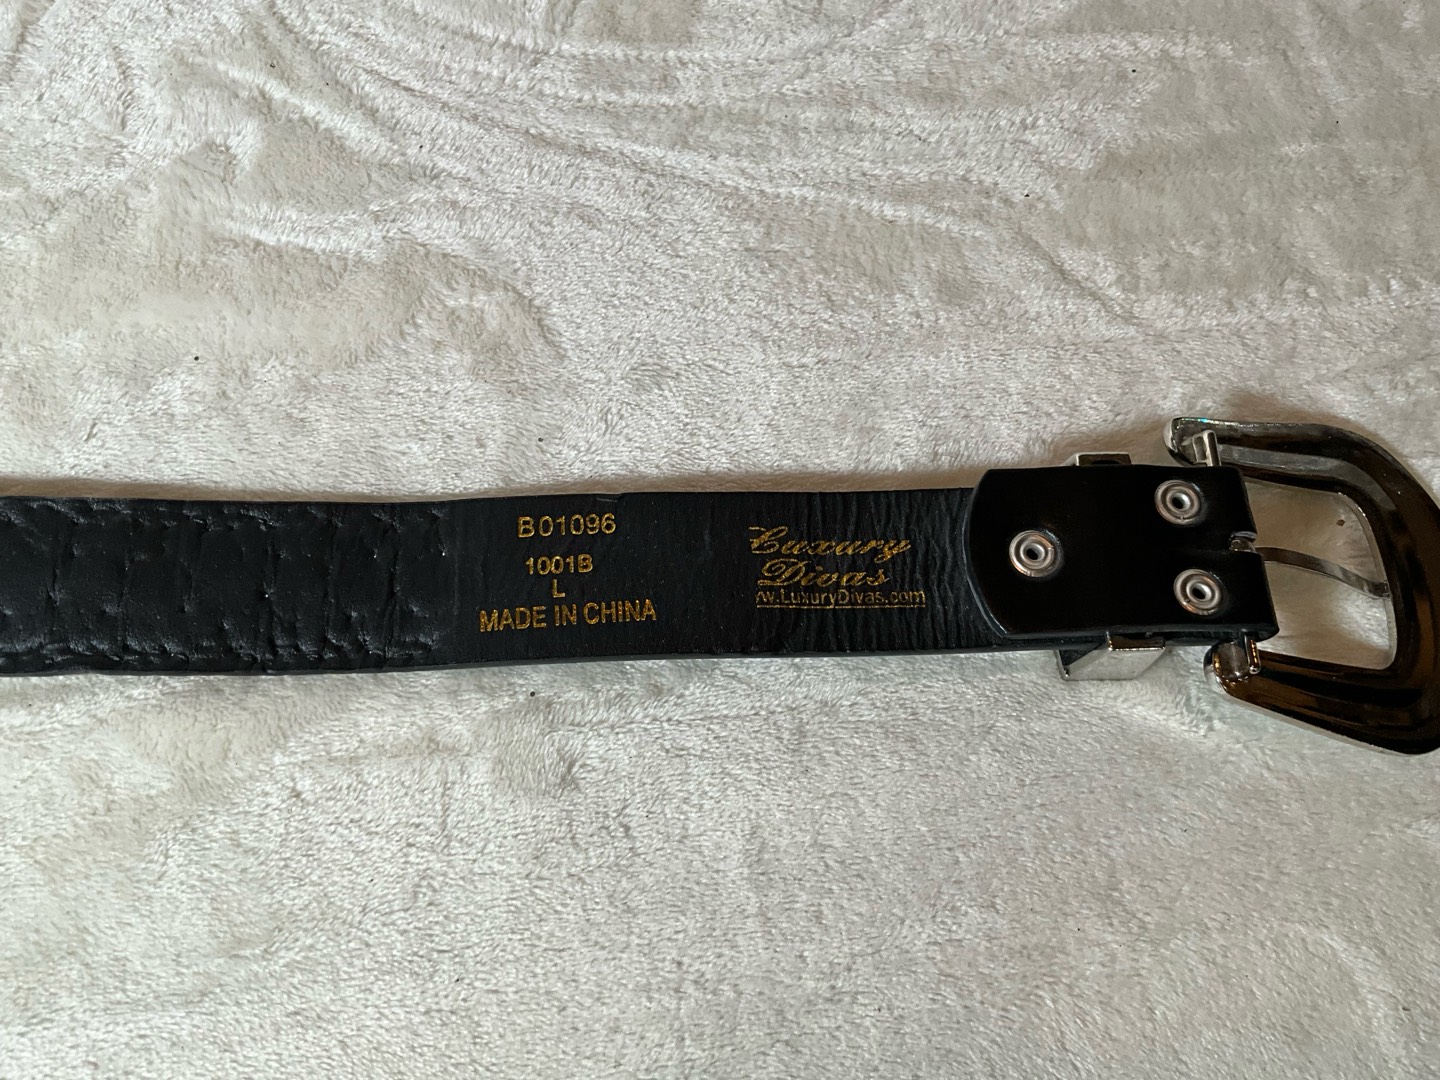 B01096
1001B
L
MADE IN CHINA
Luxury
Divas
w.LuxuryDivas.com